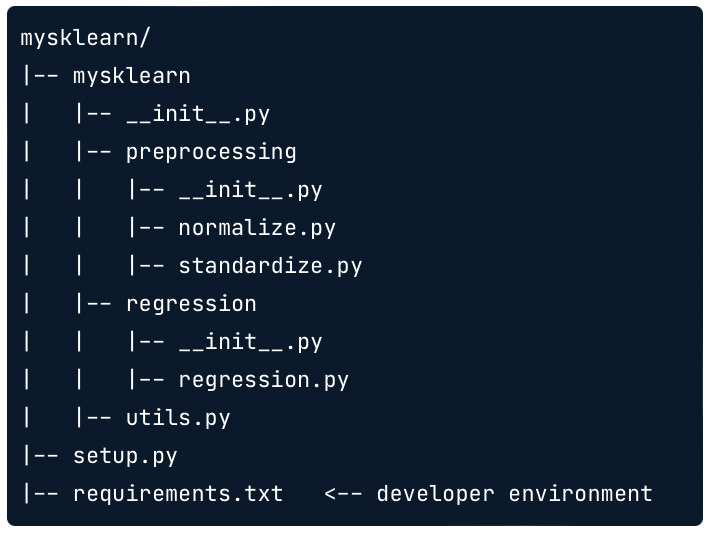 mysklearn/
|-- mysklearn
|   |-- __init__.py
|   |-- preprocessing
|   |   |-- __init__.py
|   |   |-- normalize.py
|   |   |-- standardize.py
|   |-- regression
|   |   |-- __init__.py
|   |   |-- regression.py
|   |-- utils.py
|-- setup.py
|-- requirements.txt   <-- developer environment